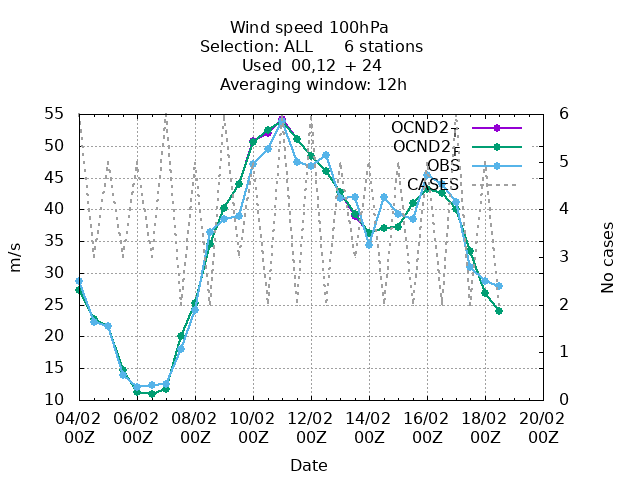 Wind speed 100hPa
Selection: ALL 6 stations
Used 00,12 + 24
Averaging window: 12h
55
50
45
40
35
30
25
20
15
10
6
5
4
3
2
1
0
OCND2-
OCND2+
OBS
CASES
m/s
No cases
04/02 06/02 08/02 10/02 12/02 14/02 16/02 18/02 20/02
00Z 00Z 00Z 00Z 00Z 00Z 00Z 00Z 00Z
Date